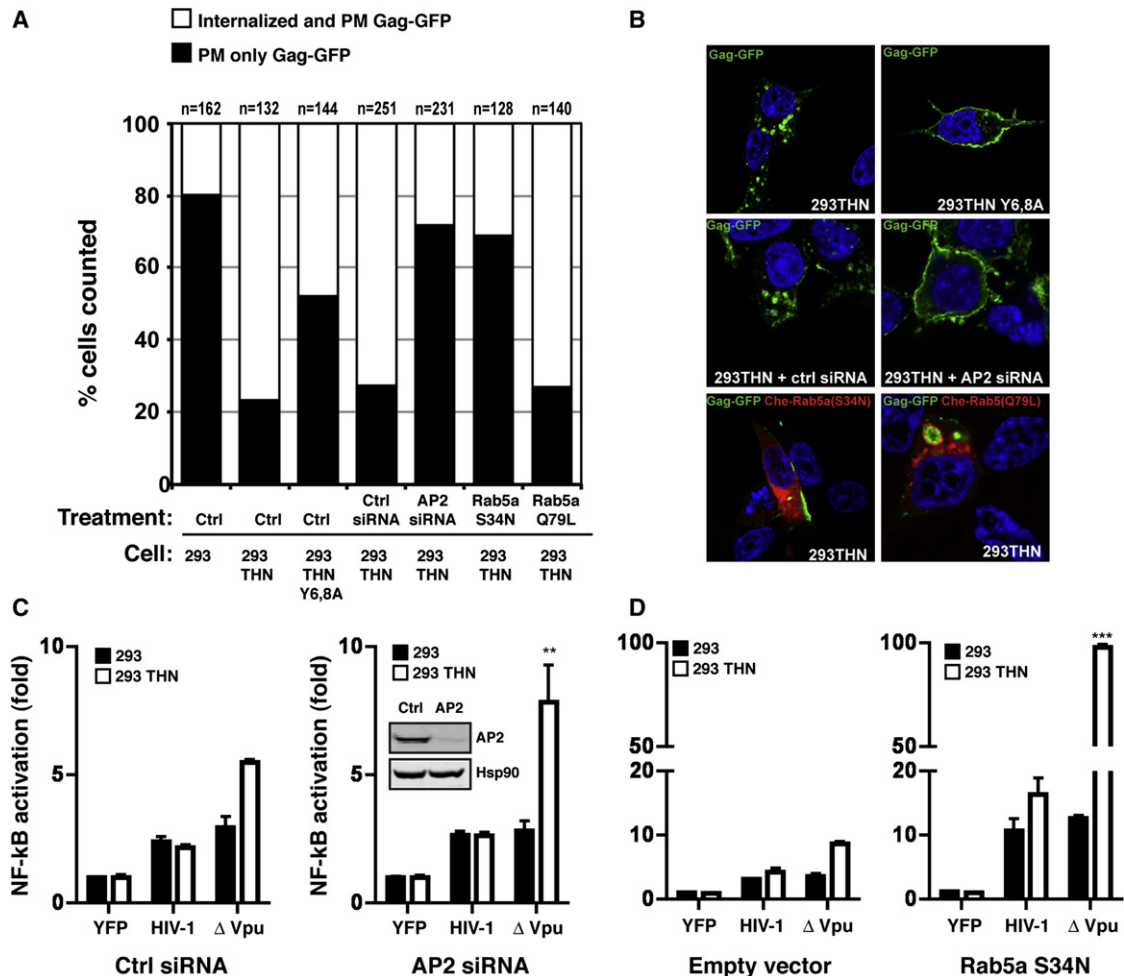 A
Internalized and PM Gag-GFP
PM only Gag-GFP
n=162 n=132 n=144 n=251 n=231 n=128 n=140
100
80
60
40
20
0
% cells counted
Treatment: Ctrl Ctrl Ctrl Ctrl siRNA AP2 siRNA Rab5a S34N Rab5a Q79L
Cell: 293 293 THN 293 THN Y6,8A 293 THN 293 THN 293 THN 293 THN
B
Gag-GFP
293THN
Gag-GFP
293THN Y6,8A
Gag-GFP
293THN + ctrl siRNA
Gag-GFP
293THN + AP2 siRNA
Gag-GFP Che-Rab5a(S34N)
293THN
Gag-GFP Che-Rab5(Q79L)
293THN
C
NF-kB activation (fold)
10
5
0
293
293 THN
YFP HIV-1 Δ Vpu
Ctrl siRNA
NF-kB activation (fold)
10
5
0
293
293 THN
**
Ctrl AP2
AP2
Hsp90
YFP HIV-1 Δ Vpu
AP2 siRNA
D
100
50
20
10
0
293
293 THN
YFP HIV-1 Δ Vpu
Empty vector
100
50
20
10
0
293
293 THN
***
YFP HIV-1 Δ Vpu
Rab5a S34N